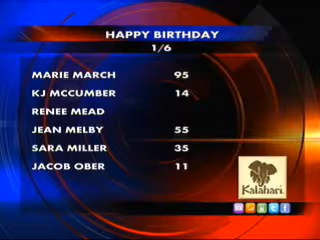 HAPPY BIRTHDAY
1/6
MARIE MARCH 95
KJ MCCUMBER 14
RENEE MEAD
JEAN MELBY 55
SARA MILLER 35
JACOB OBER 11
Kalahari